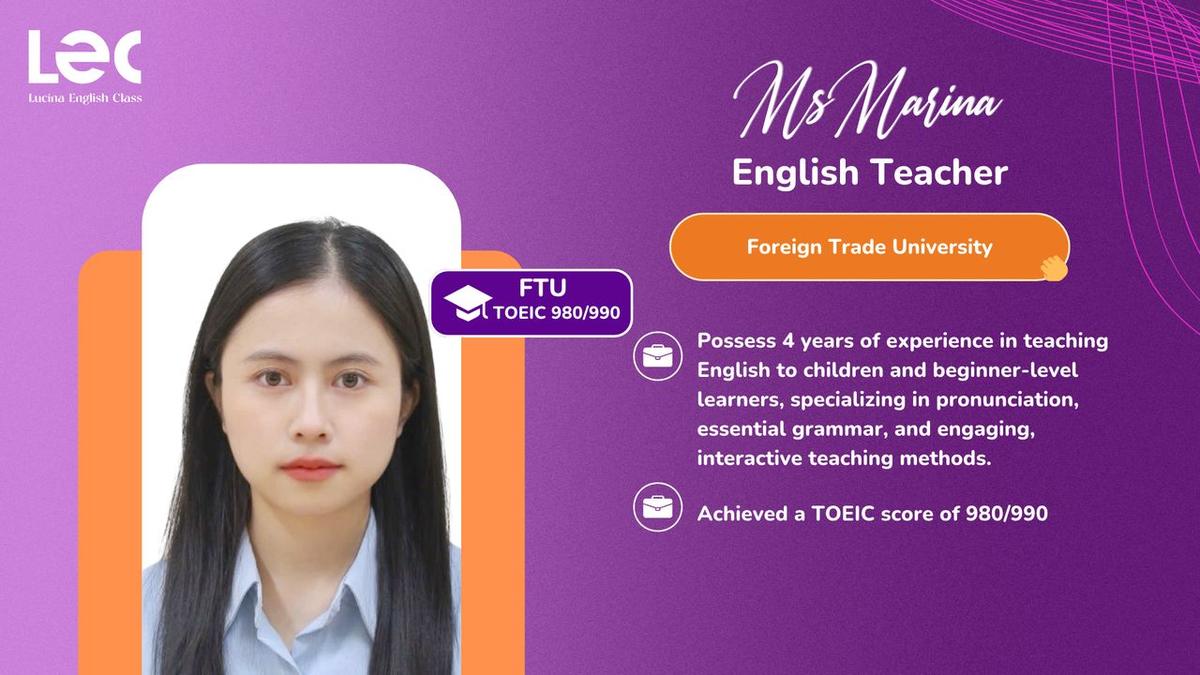 LEC
Lucina English Class
Ms Marina
English Teacher
Foreign Trade University
FTU
TOEIC 980/990
Possess 4 years of experience in teaching
English to children and beginner-level
learners, specializing in pronunciation,
essential grammar, and engaging,
interactive teaching methods.
Achieved a TOEIC score of 980/990